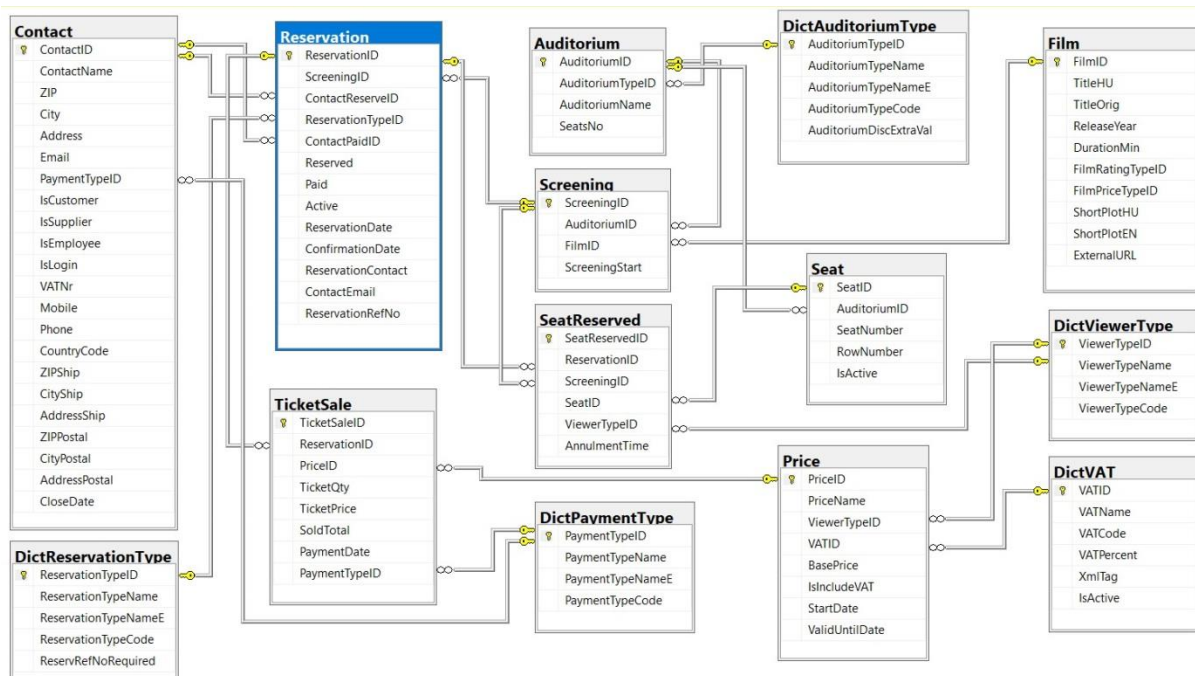 Contact
ContactID
ContactName
ZIP
City
Address
Email
PaymentTypeID
IsCustomer
IsSupplier
IsEmployee
IsLogin
VATNr
Mobile
Phone
CountryCode
ZIPShip
CityShip
AddressShip
ZIPPostal
CityPostal
AddressPostal
CloseDate
DictReservationType
ReservationTypeID
ReservationTypeName
ReservationTypeNameE
ReservationTypeCode
ReservRefNoRequired
Reservation
ReservationID
ScreeningID
ContactReserveID
ReservationTypeID
ContactPaidID
Reserved
Paid
Active
ReservationDate
ConfirmationDate
ReservationContact
ContactEmail
ReservationRefNo
TicketSale
TicketSaleID
ReservationID
PriceID
TicketQty
TicketPrice
SoldTotal
PaymentDate
PaymentTypeID
Auditorium
AuditoriumID
AuditoriumTypeID
AuditoriumName
SeatsNo
Screening
ScreeningID
AuditoriumID
FilmID
ScreeningStart
SeatReserved
SeatReservedID
ReservationID
ScreeningID
SeatID
ViewerTypeID
AnnulmentTime
DictPaymentType
PaymentTypeID
PaymentTypeName
PaymentTypeNameE
PaymentTypeCode
DictAuditoriumType
AuditoriumTypeID
AuditoriumTypeName
AuditoriumTypeNameE
AuditoriumTypeCode
AuditoriumDiscExtraVal
Seat
SeatID
AuditoriumID
SeatNumber
RowNumber
IsActive
Price
PriceID
PriceName
ViewerTypeID
VATID
BasePrice
IsIncludeVAT
StartDate
ValidUntilDate
Film
FilmID
TitleHU
TitleOrig
ReleaseYear
DurationMin
FilmRatingTypeID
FilmPriceTypeID
ShortPlotHU
ShortPlotEN
ExternalURL
DictViewerType
ViewerTypeID
ViewerTypeName
ViewerTypeNameE
ViewerTypeCode
DictVAT
VATID
VATName
VATCode
VATPercent
XmlTag
IsActive